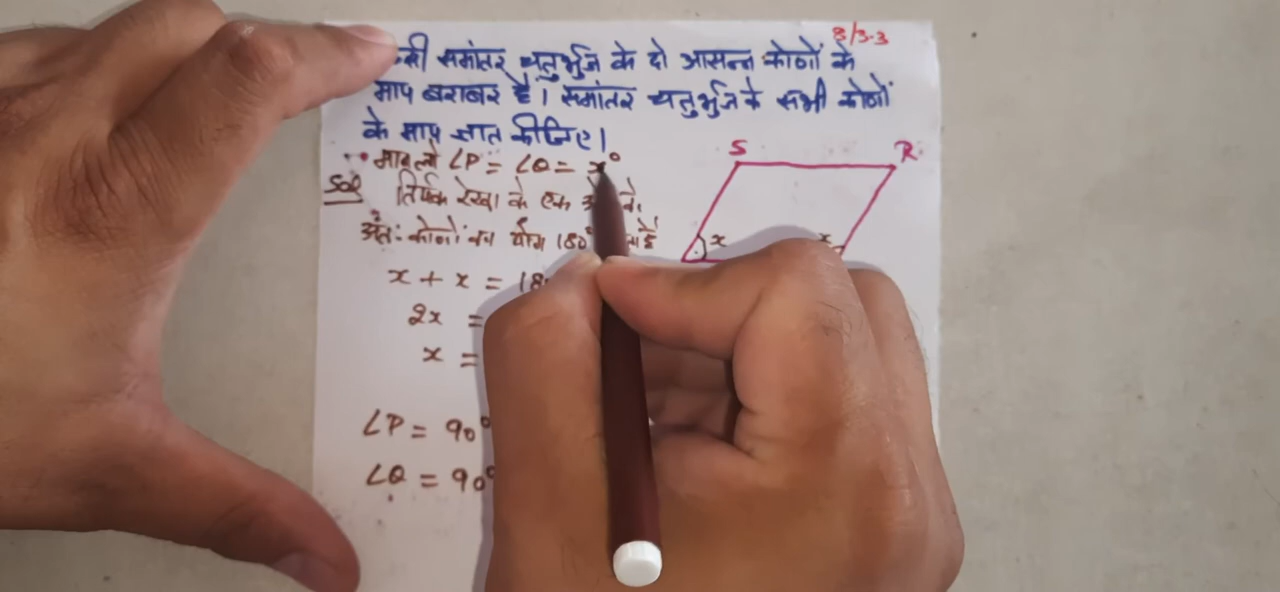 8/3.3
की समांतर चतुर्भुज के दो आसन्न कोणों के
माप बराबर है। समांतर चतुर्भुज के सभी कोणों
के माप ज्ञात कीजिए।
मानलो ∠P = ∠Q = x°
Sol तिर्यक रेखा के एक
अंतः कोणों का योग 180°
x + x = 18
2x =
x =
∠P = 90°
∠Q = 90°
S R
x x